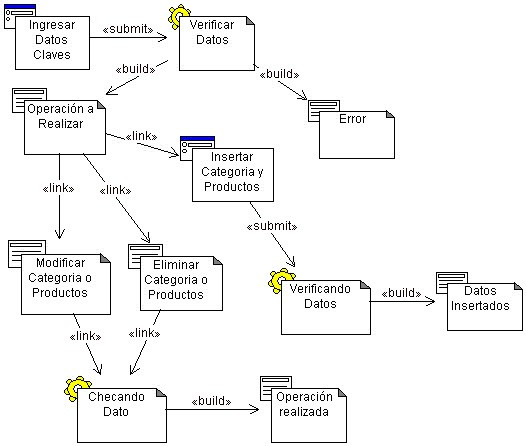 Ingresar
Datos
Claves
«submit»
Verificar
Datos
«build»
«build»
Operación a
Realizar
Error
«link»
Insertar
Categoria y
Productos
«link»
«link»
«submit»
Modificar
Categoria o
Productos
Eliminar
Categoria o
Productos
Verificando
Datos
«build»
Datos
Insertados
«link»
«link»
Checando
Dato
«build»
Operación
realizada